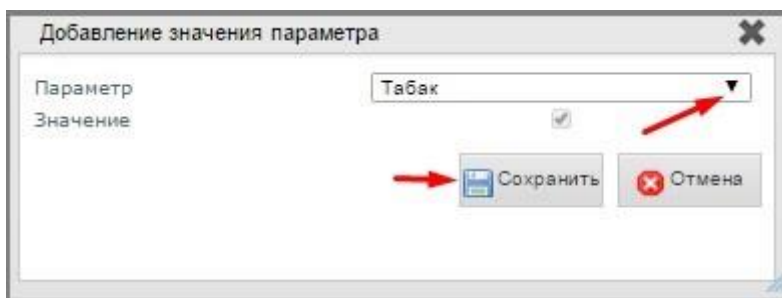 Добавление значения параметра
Параметр Табак
Значение
Сохранить Отмена